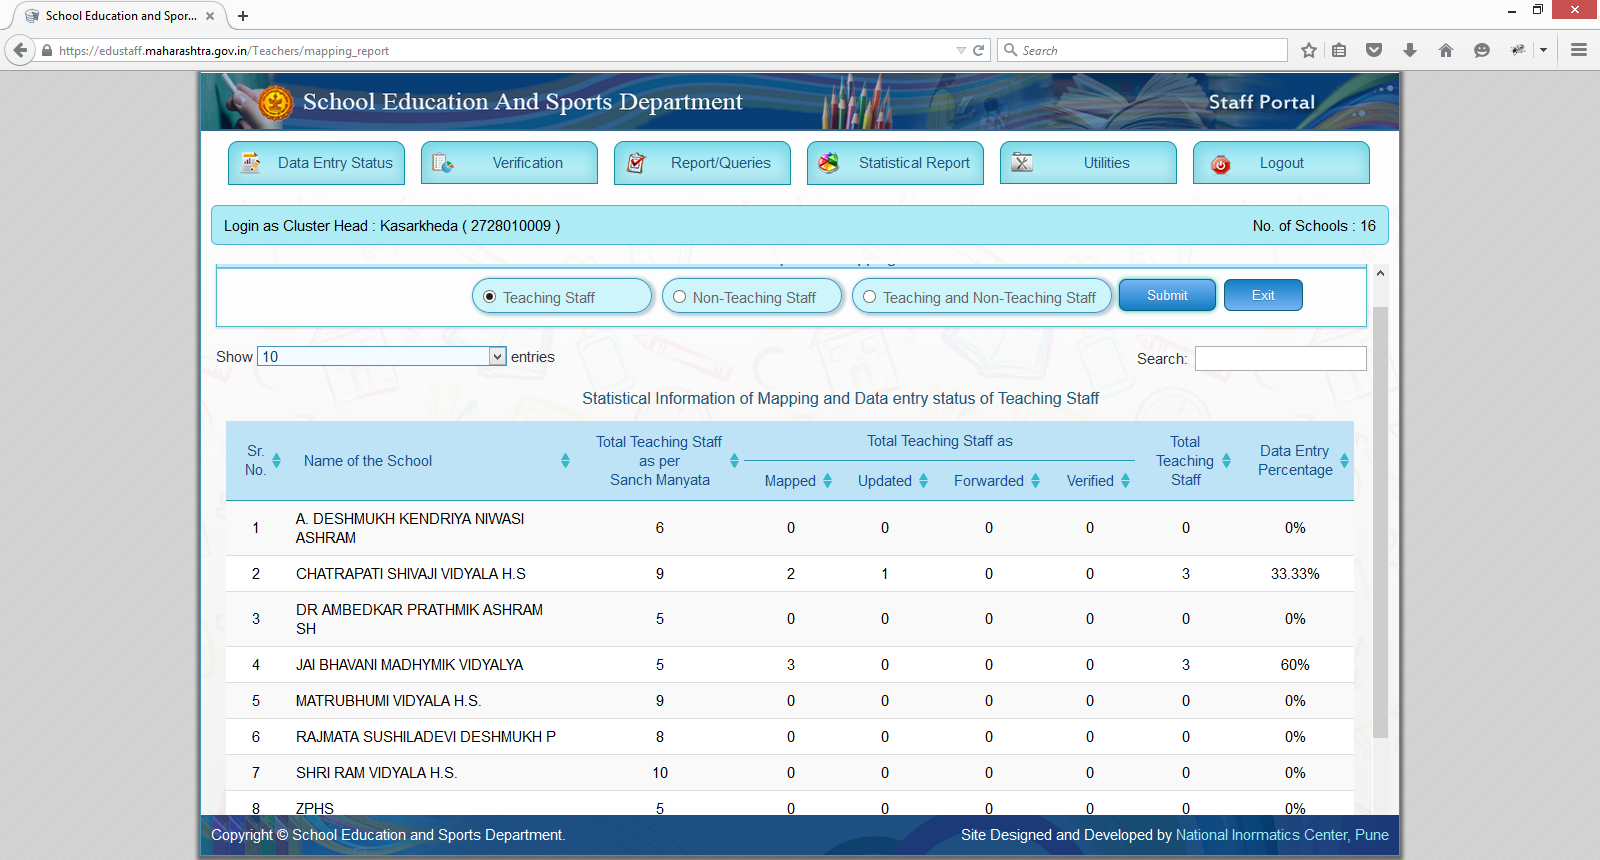 School Education and Spor...
https://edustaff.maharashtra.gov.in/Teachers/mapping_report
Search
School Education And Sports Department
Staff Portal
Data Entry Status
Verification
Report/Queries
Statistical Report
Utilities
Logout
Login as Cluster Head : Kasarkheda ( 2728010009 )
No. of Schools : 16
Teaching Staff
Non-Teaching Staff
Teaching and Non-Teaching Staff
Submit
Exit
Show 10 entries
Search:
Statistical Information of Mapping and Data entry status of Teaching Staff
Sr. No.
Name of the School
Total Teaching Staff
as per
Sanch Manyata
Total Teaching Staff as
Mapped Updated Forwarded Verified
Total
Teaching
Staff
Data Entry
Percentage
1 A. DESHMUKH KENDRIYA NIWASI ASHRAM 6 0 0 0 0 0 0%
2 CHATRAPATI SHIVAJI VIDYALA H.S 9 2 1 0 0 3 33.33%
3 DR AMBEDKAR PRATHMIK ASHRAM SH 5 0 0 0 0 0 0%
4 JAI BHAVANI MADHYMIK VIDYALYA 5 3 0 0 0 3 60%
5 MATRUBHUMI VIDYALA H.S. 9 0 0 0 0 0 0%
6 RAJMATA SUSHILADEVI DESHMUKH P 8 0 0 0 0 0 0%
7 SHRI RAM VIDYALA H.S. 10 0 0 0 0 0 0%
8 ZPHS 5 0 0 0 0 0 0%
Copyright © School Education and Sports Department.
Site Designed and Developed by National Inormatics Center, Pune